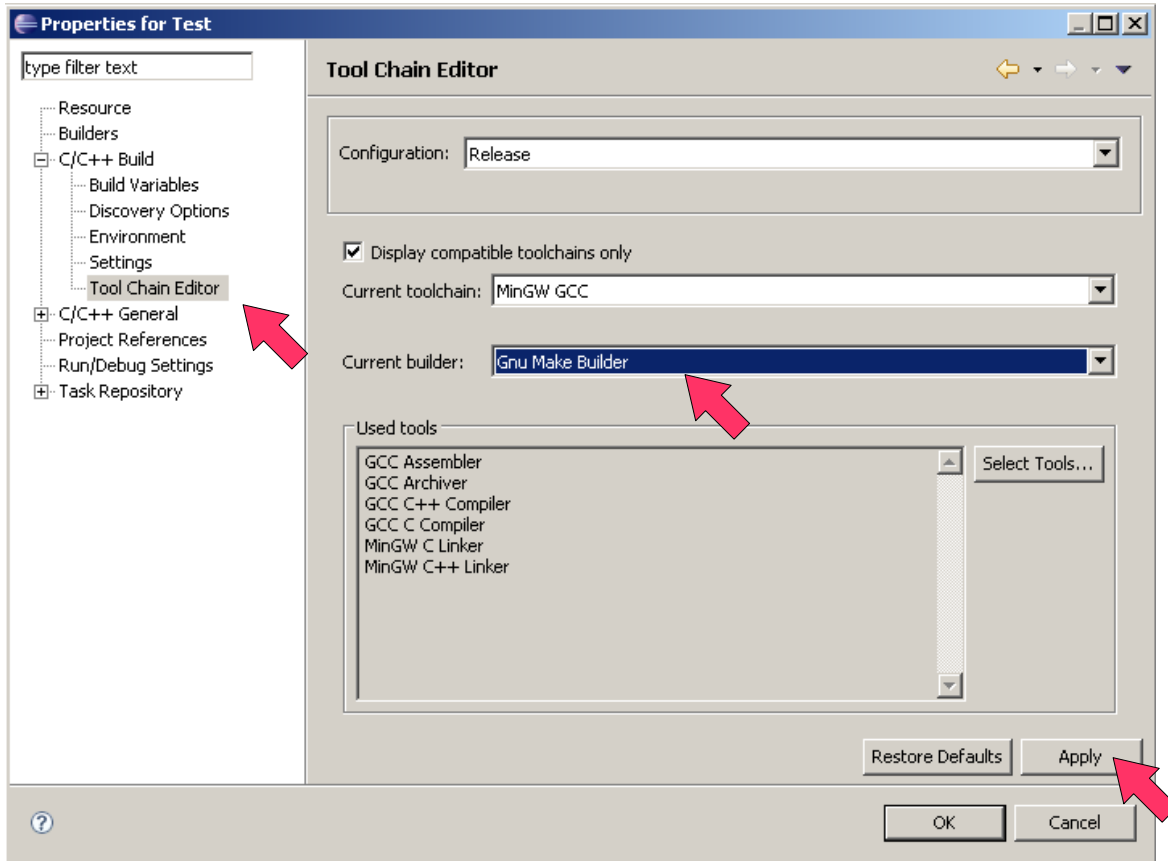 Properties for Test
type filter text
Resource
Builders
C/C++ Build
Build Variables
Discovery Options
Environment
Settings
Tool Chain Editor
C/C++ General
Project References
Run/Debug Settings
Task Repository
Tool Chain Editor
Configuration: Release
Display compatible toolchains only
Current toolchain: MinGW GCC
Current builder: Gnu Make Builder
Used tools
GCC Assembler
GCC Archiver
GCC C++ Compiler
GCC C Compiler
MinGW C Linker
MinGW C++ Linker
Select Tools...
Restore Defaults Apply
? OK Cancel